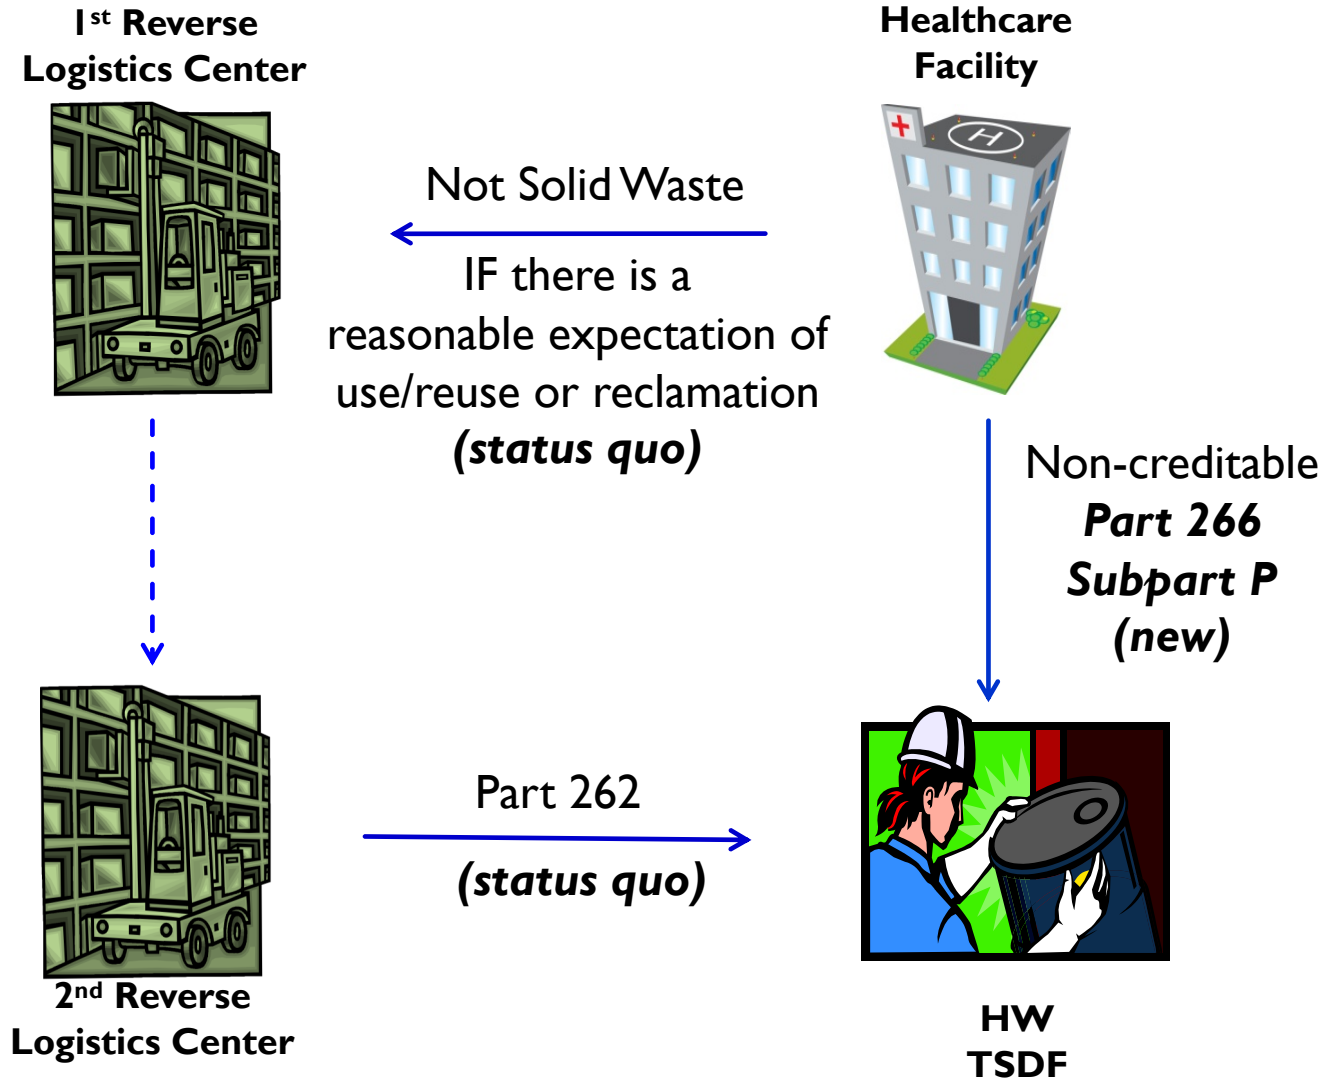 1st Reverse
Logistics Center
Healthcare
Facility
H
Not Solid Waste
IF there is a
reasonable expectation of
use/reuse or reclamation
(status quo)
Non-creditable
Part 266
Subpart P
(new)
Part 262
(status quo)
2nd Reverse
Logistics Center
HW
TSDF